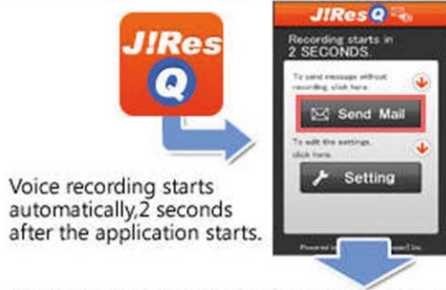 J!Res
Q
J!ResQ
Recording starts in
2 SECONDS.
To send message without
recording, click here.
Send Mail
To edit the settings,
click here.
Setting
Voice recording starts
automatically,2 seconds
after the application starts.
Powered